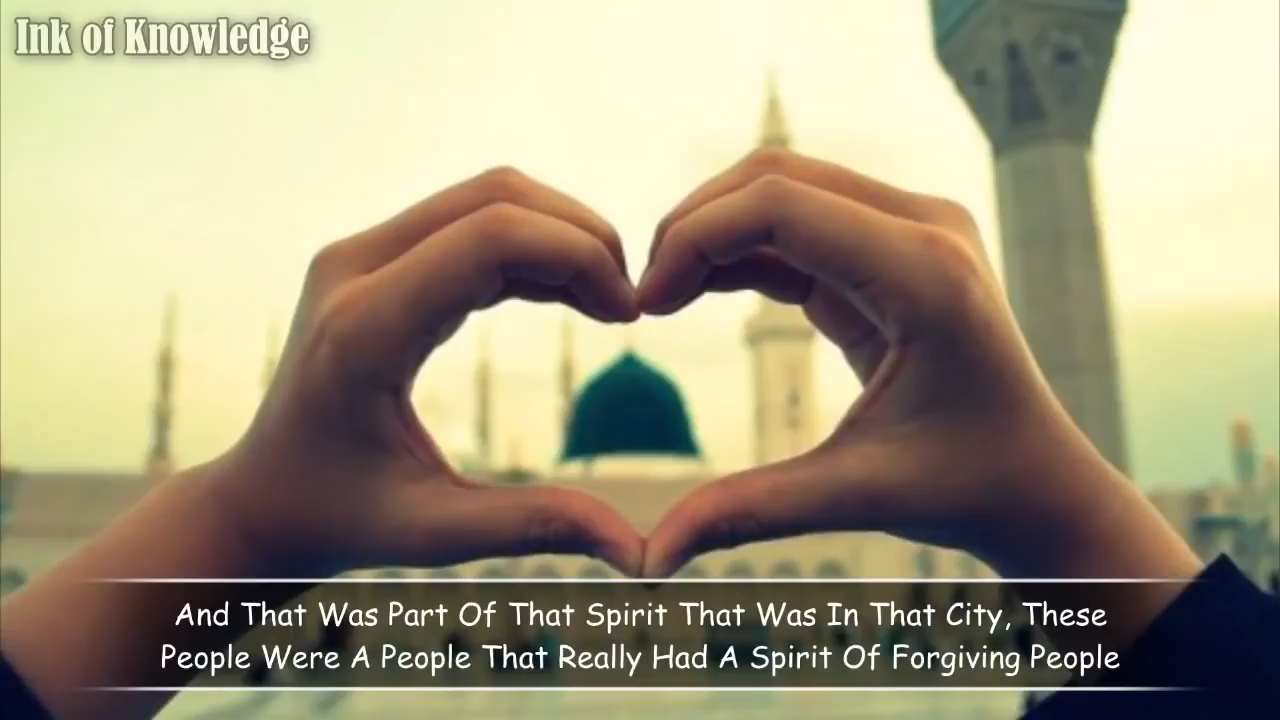 Ink of Knowledge
And That Was Part Of That Spirit That Was In That City, These
People Were A People That Really Had A Spirit Of Forgiving People